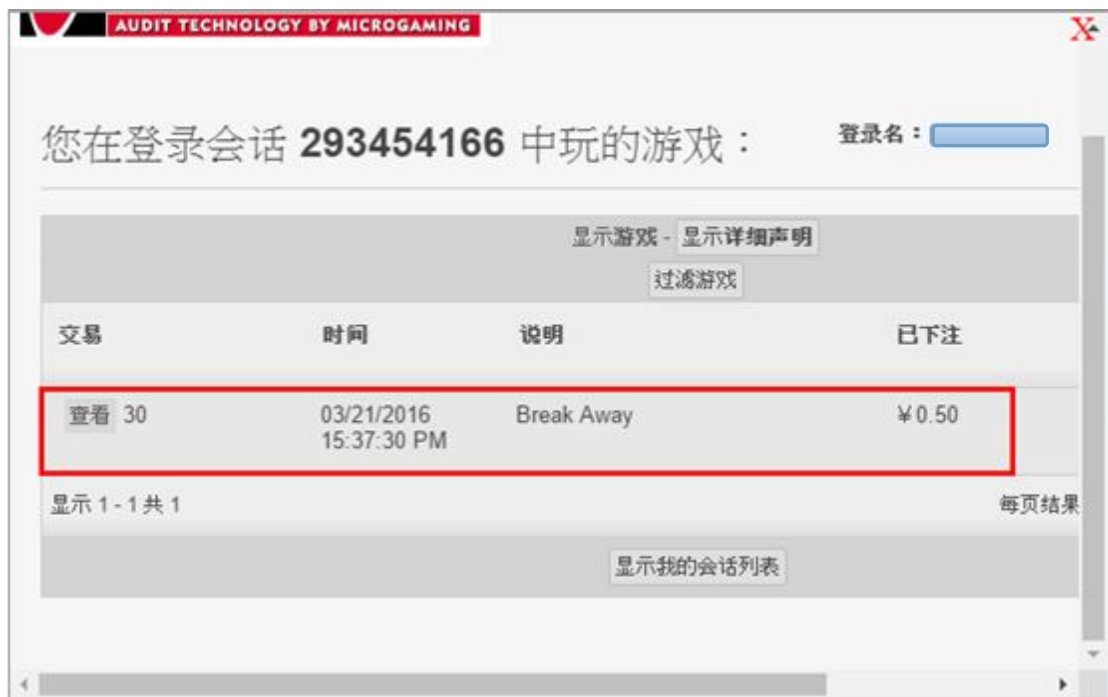 AUDIT TECHNOLOGY BY MICROGAMING
X
您在登录会话 293454166 中玩的游戏：
登录名：
显示游戏 - 显示详细声明
过滤游戏
交易 时间 说明 已下注
查看 30 03/21/2016 Break Away ￥0.50
15:37:30 PM
显示 1 - 1 共 1 每页结果
显示我的会话列表